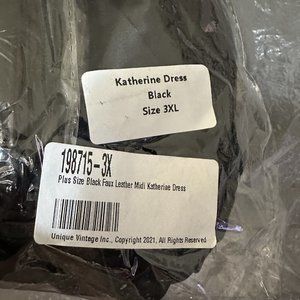 Katherine Dress
Black
Size 3XL
198715-3X
Plus Size Black Faux Leather Midi Katherine Dress
Unique Vintage Inc., Copyright 2021, All Rights Reserved